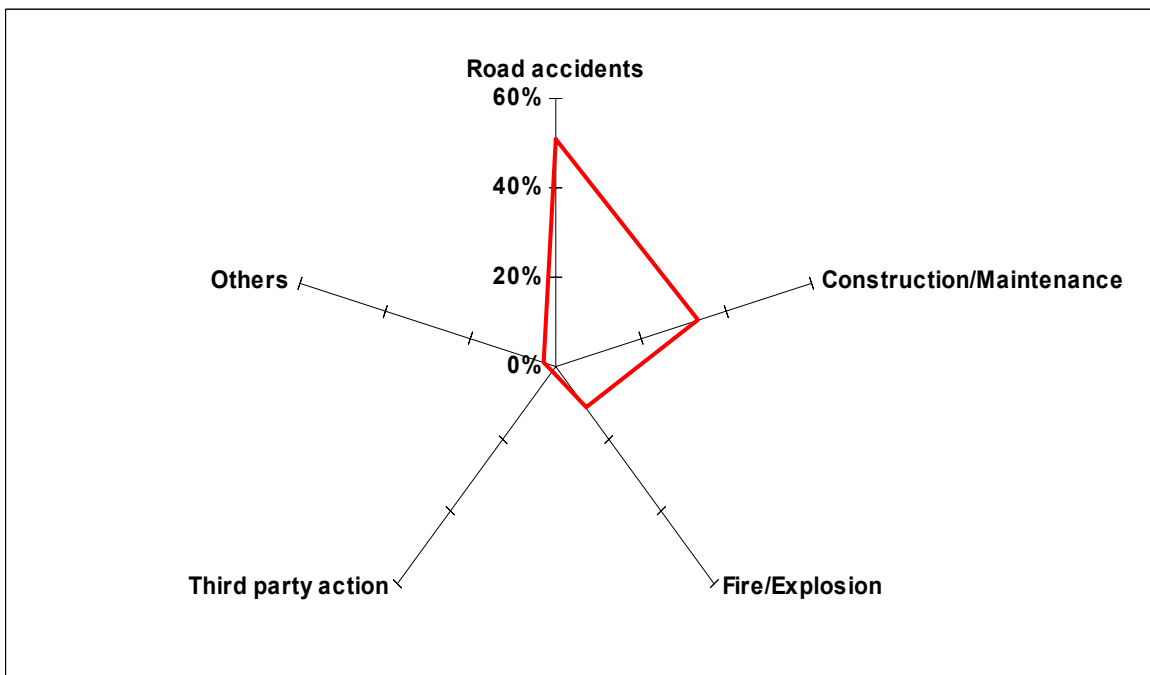 Road accidents
60%
40%
20%
0%
Construction/Maintenance
Others
Third party action
Fire/Explosion